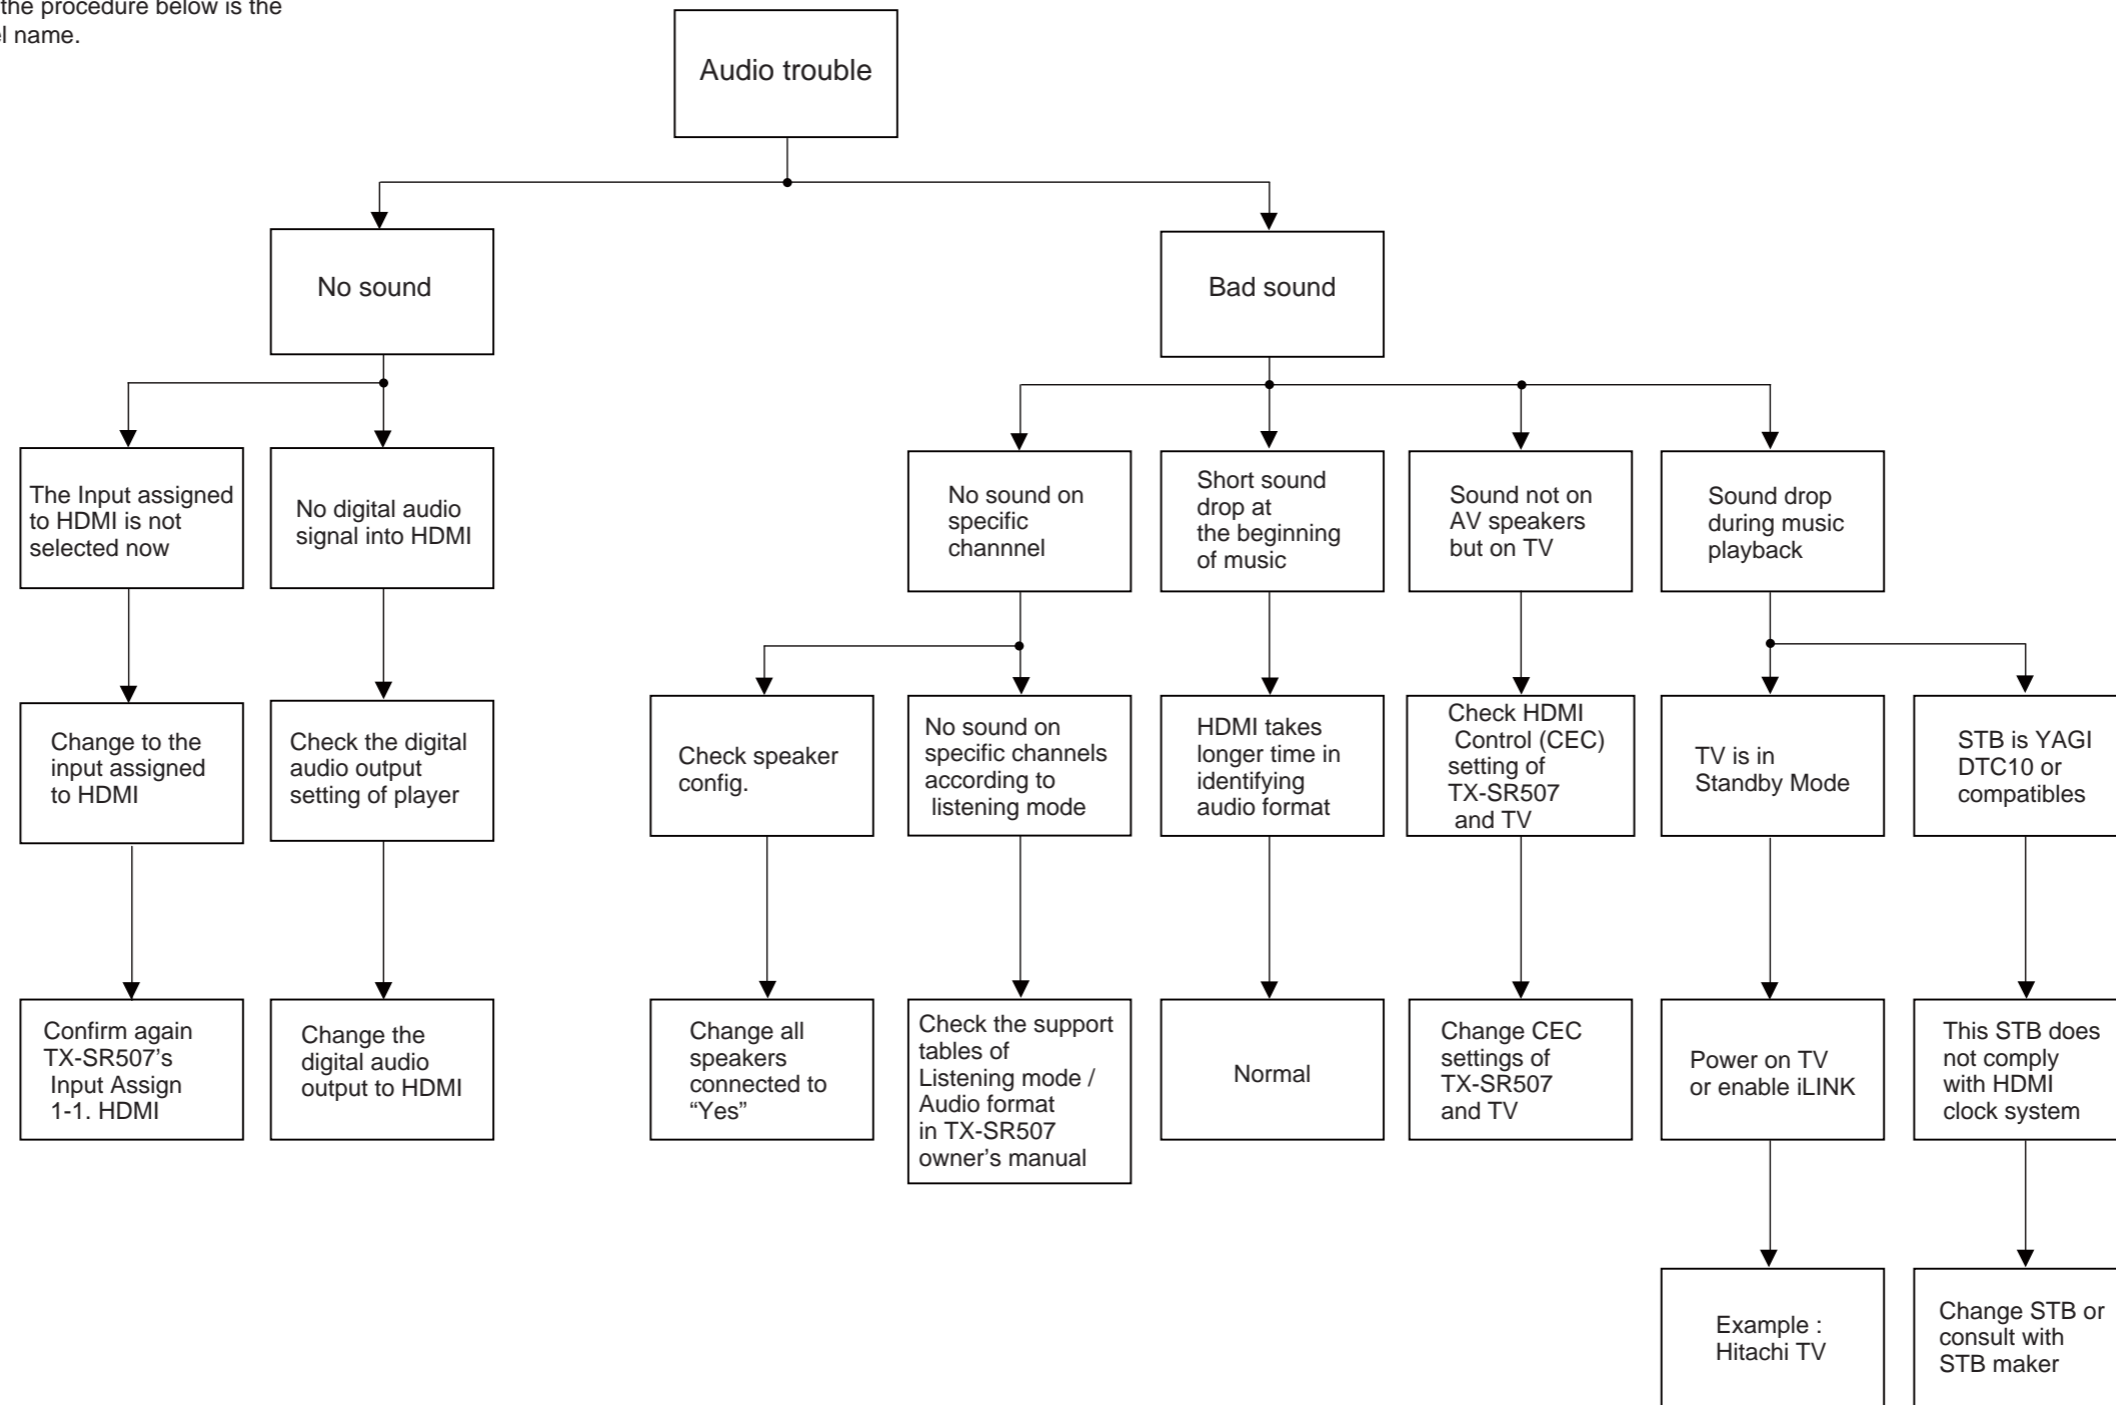 the procedure below is the
name.
Audio trouble
No sound
Bad sound
The Input assigned
to HDMI is not
selected now
No digital audio
signal into HDMI
No sound on
specific
channnel
Short sound
drop at
the beginning
of music
Sound not on
AV speakers
but on TV
Sound drop
during music
playback
Change to the
input assigned
to HDMI
Check the digital
audio output
setting of player
Check speaker
config.
No sound on
specific channels
according to
listening mode
HDMI takes
longer time in
identifying
audio format
Check HDMI
Control (CEC)
setting of
TX-SR507
and TV
TV is in
Standby Mode
STB is YAGI
DTC10 or
compatibles
Confirm again
TX-SR507’s
Input Assign
1-1. HDMI
Change the
digital audio
output to HDMI
Change all
speakers
connected to
“Yes”
Check the support
tables of
Listening mode /
Audio format
in TX-SR507
owner’s manual
Normal
Change CEC
settings of
TX-SR507
and TV
Power on TV
or enable iLINK
This STB does
not comply
with HDMI
clock system
Example :
Hitachi TV
Change STB or
consult with
STB maker